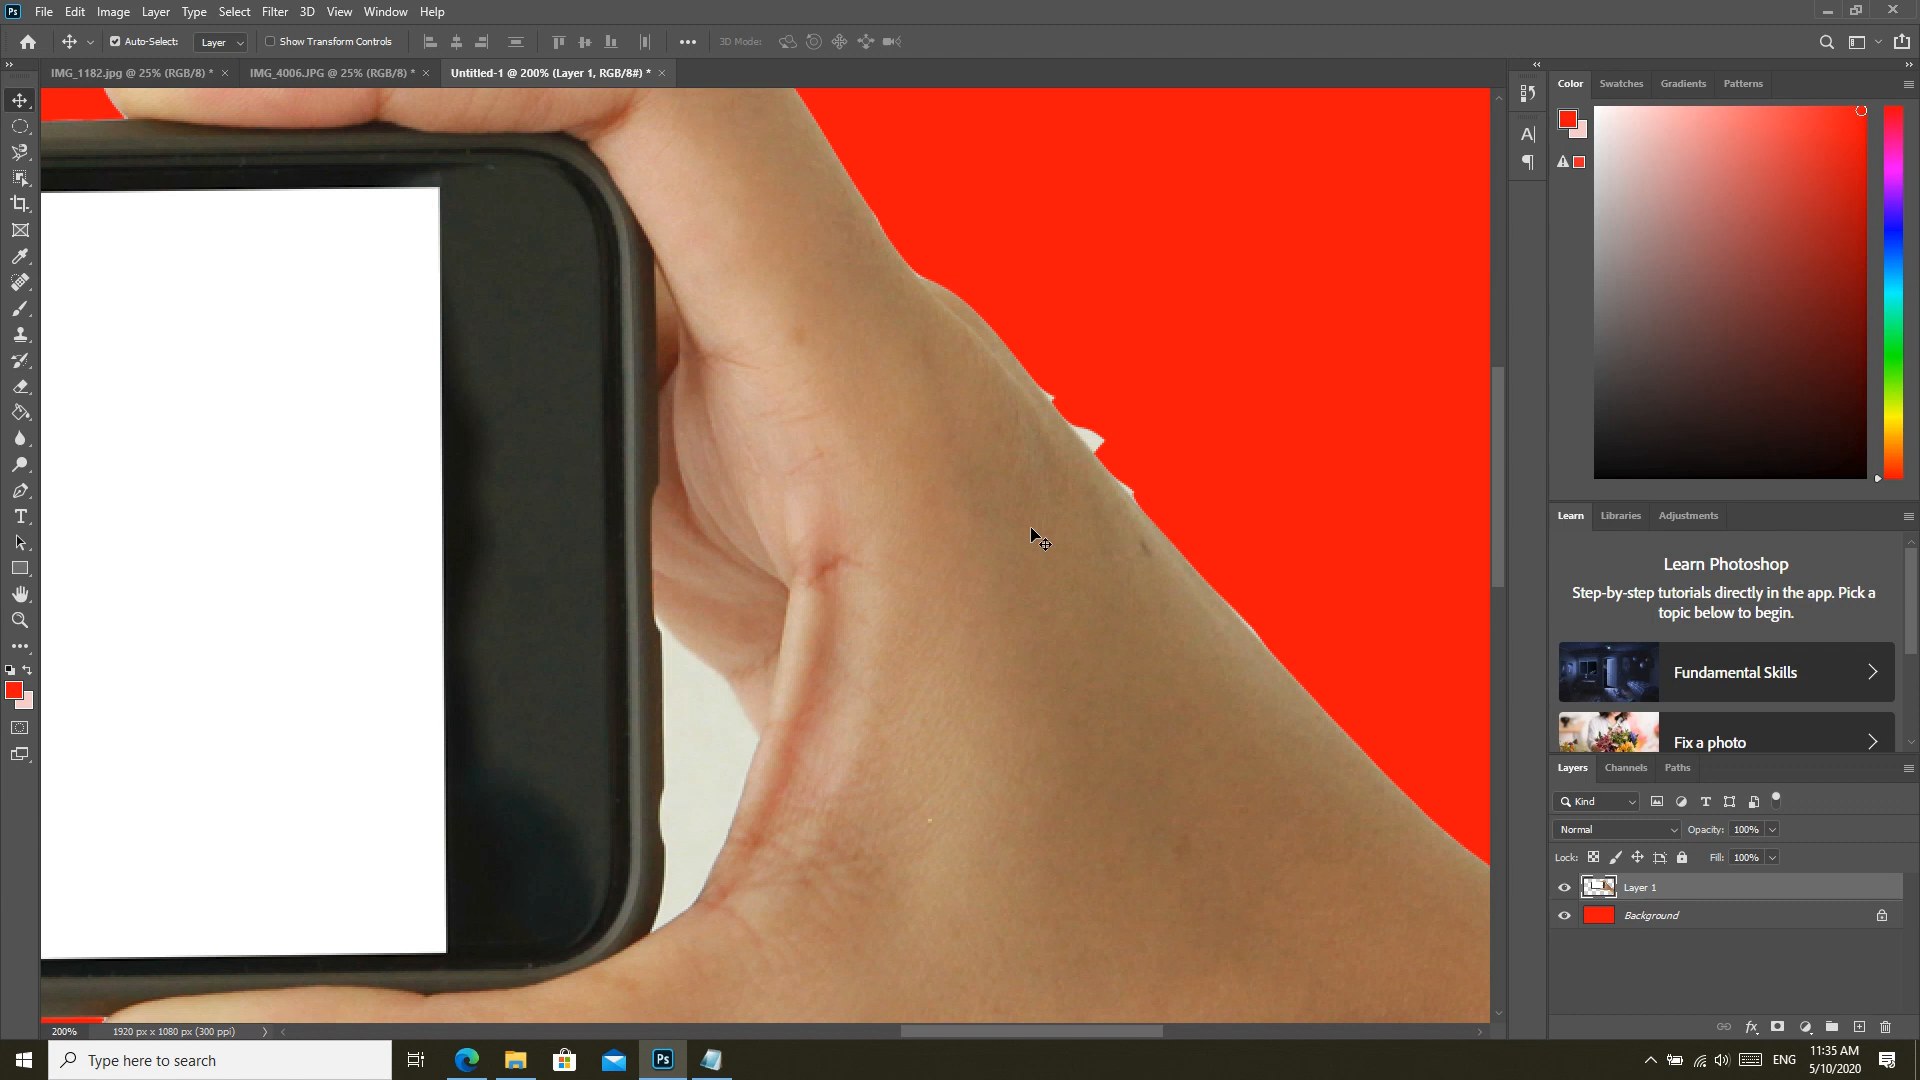 Ps File Edit Image Layer Type Select Filter 3D View Window Help
Auto-Select: Layer Show Transform Controls 3D Mode:
IMG_1182.jpg @ 25% (RGB/8) * × IMG_4006.JPG @ 25% (RGB/8) * × Untitled-1 @ 200% (Layer 1, RGB/8#) * ×
Color Swatches Gradients Patterns
Learn Libraries Adjustments
Learn Photoshop
Step-by-step tutorials directly in the app. Pick a
topic below to begin.
Fundamental Skills
Fix a photo
Layers Channels Paths
Kind
Normal Opacity: 100%
Lock: Fill: 100%
Layer 1
Background
200% 1920 px x 1080 px (300 ppi)
Type here to search
Ps
ENG
11:35 AM
5/10/2020